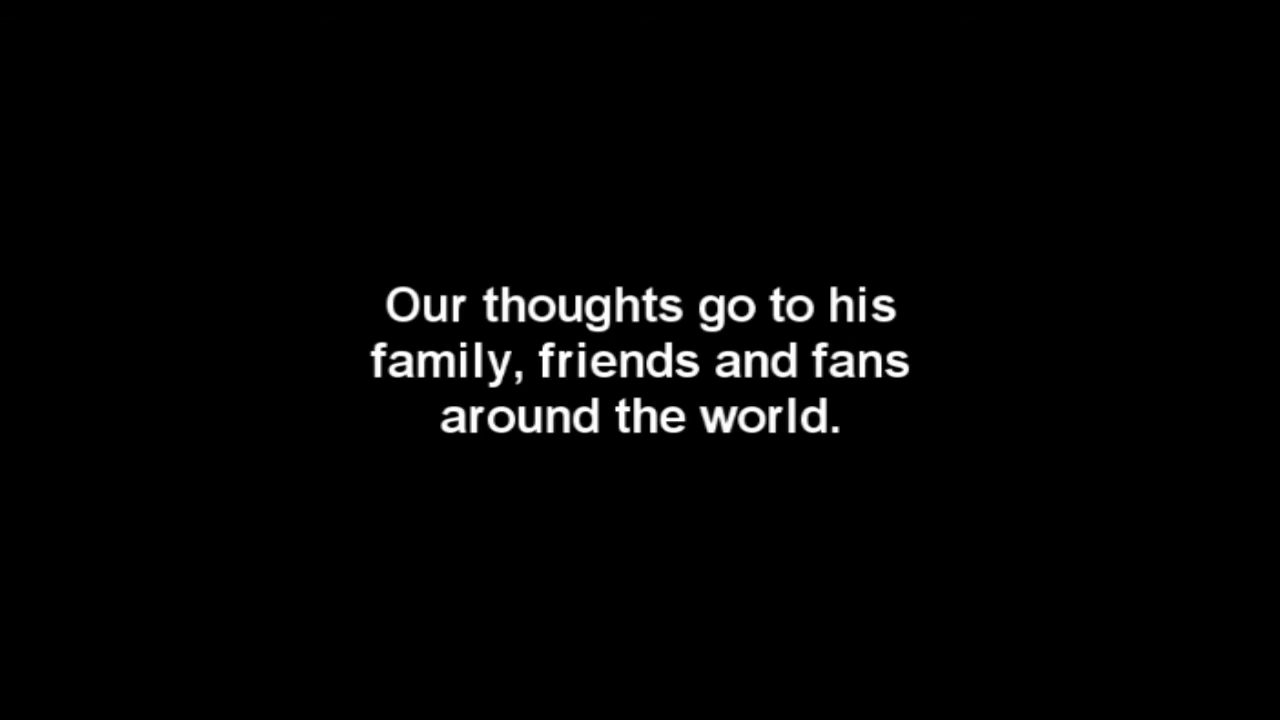 Our thoughts go to his
family, friends and fans
around the world.